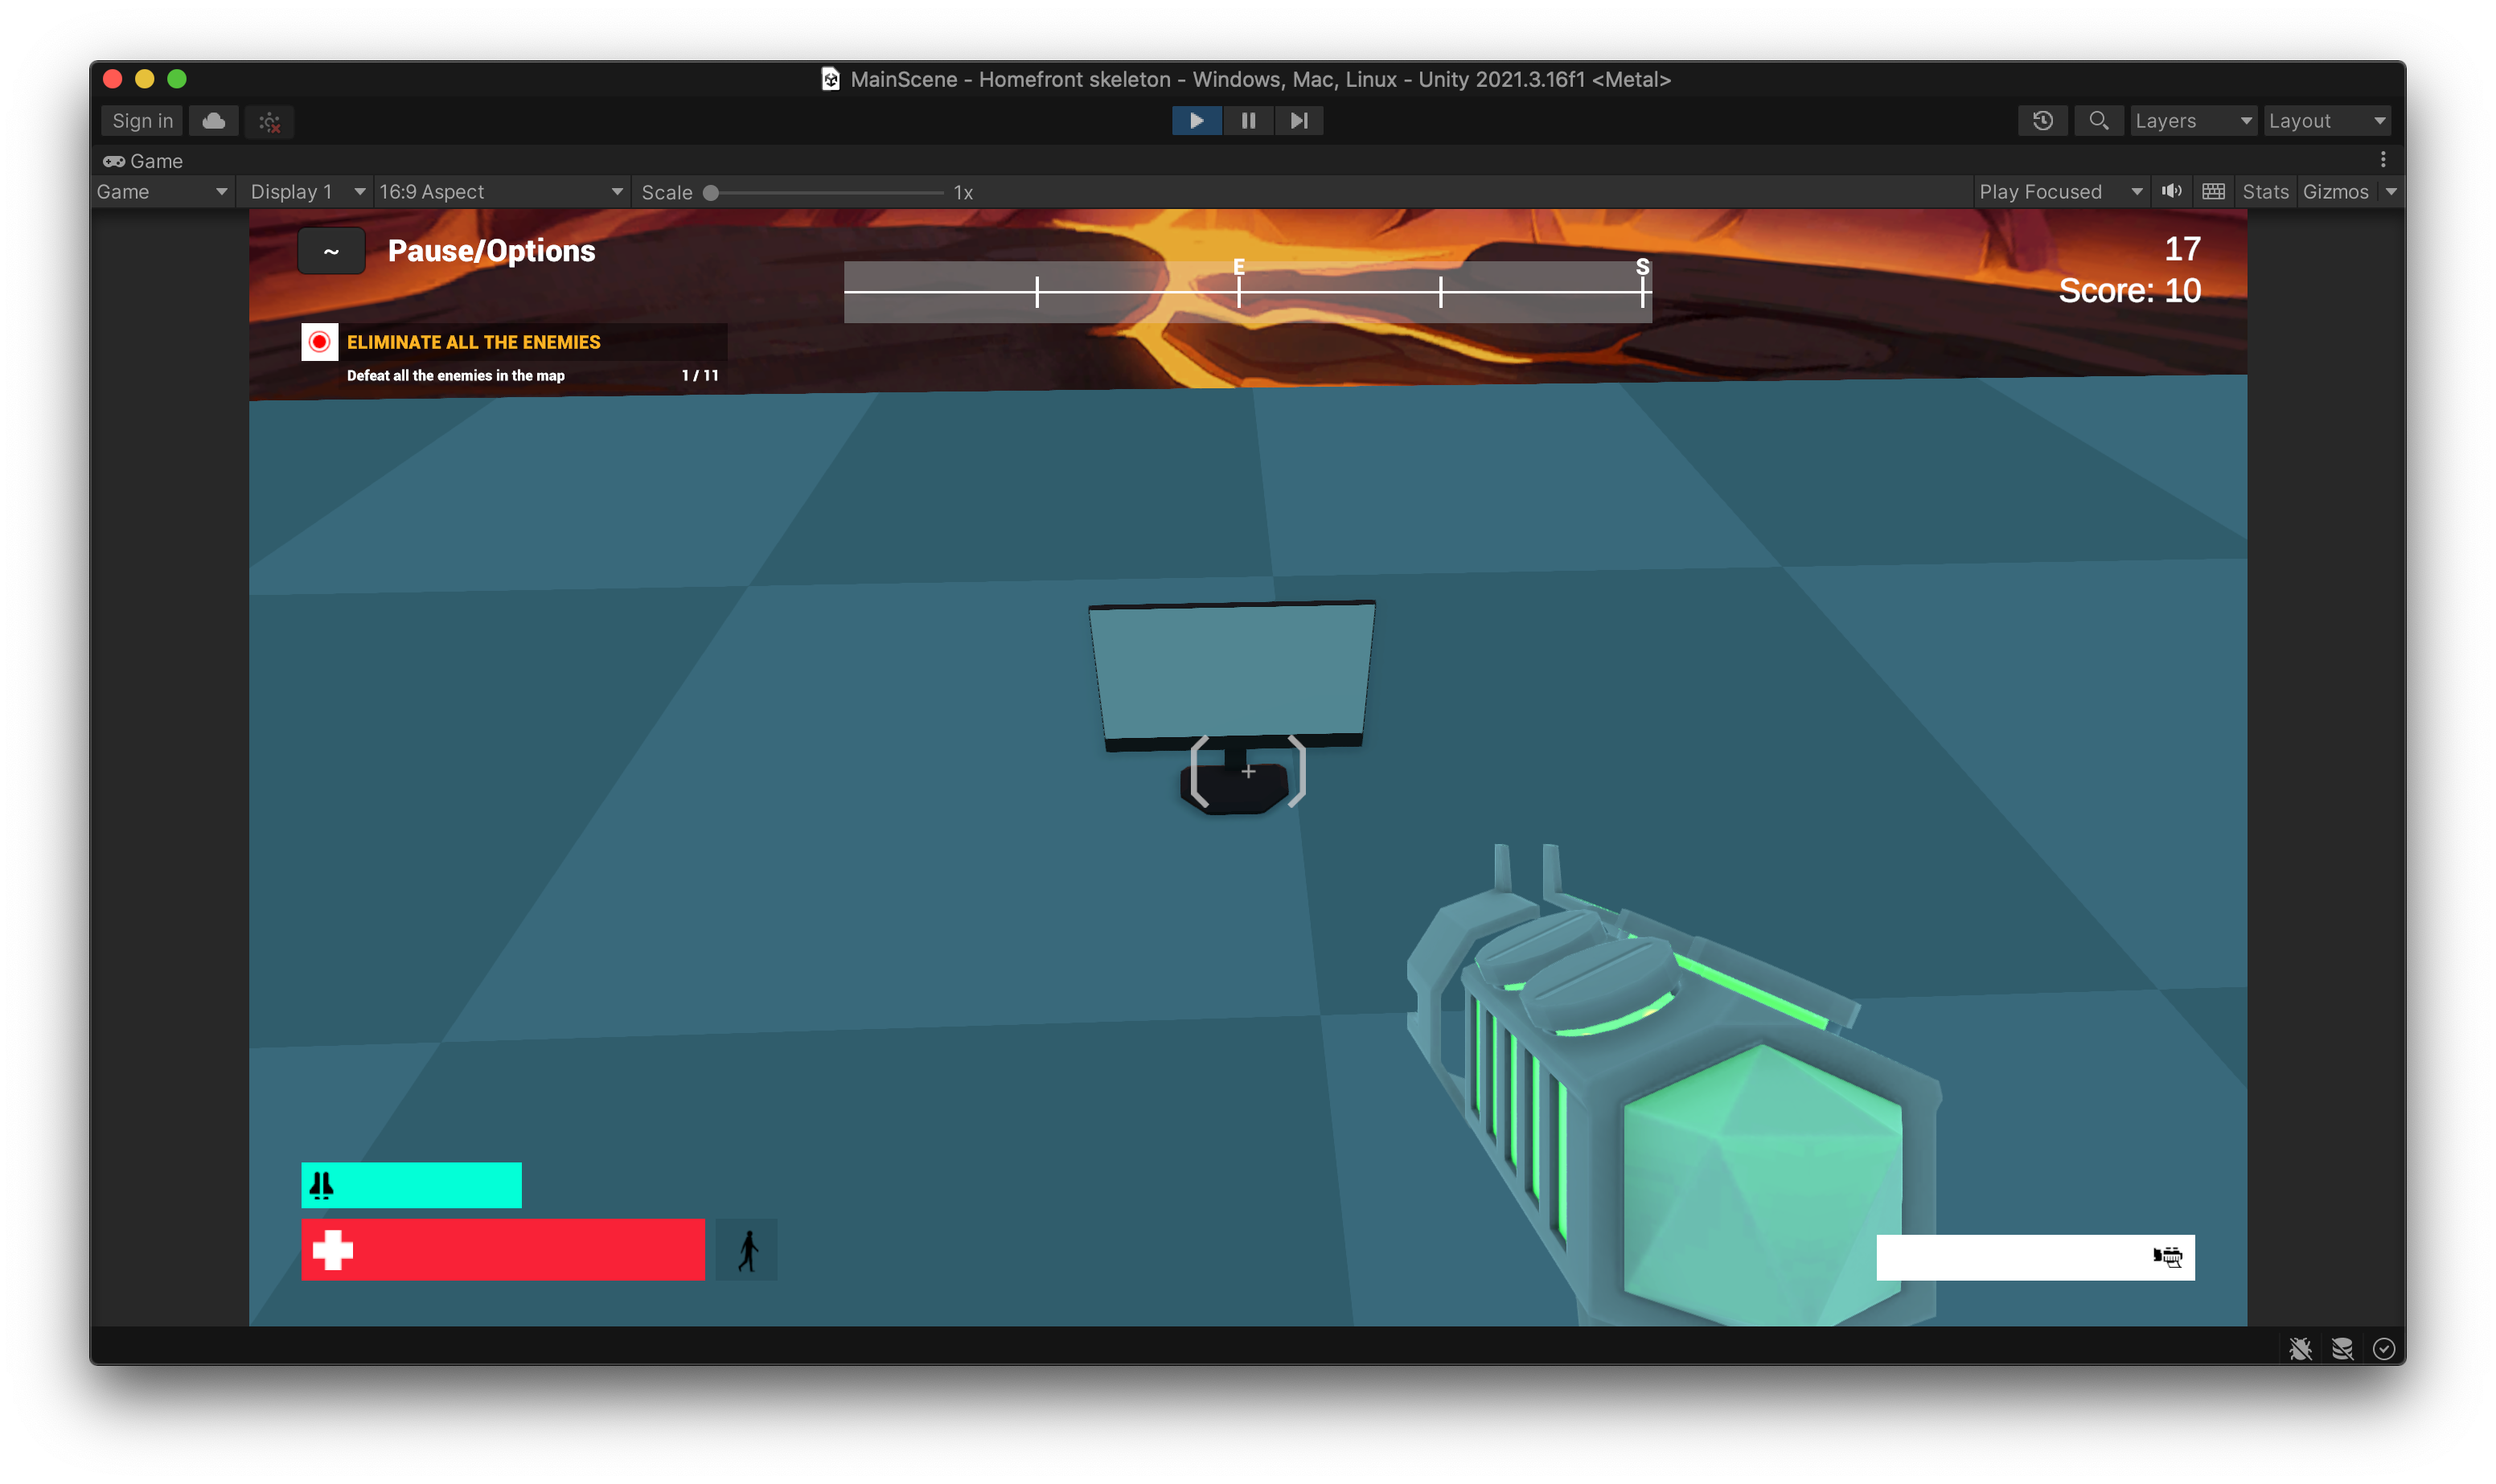 MainScene - Homefront skeleton - Windows, Mac, Linux - Unity 2021.3.16f1 <Metal>
Sign in
Layers
Layout
Game
Game
Display 1
16:9 Aspect
Scale
1x
Play Focused
Stats
Gizmos
~
Pause/Options
E
S
17
Score: 10
ELIMINATE ALL THE ENEMIES
Defeat all the enemies in the map
1 / 11